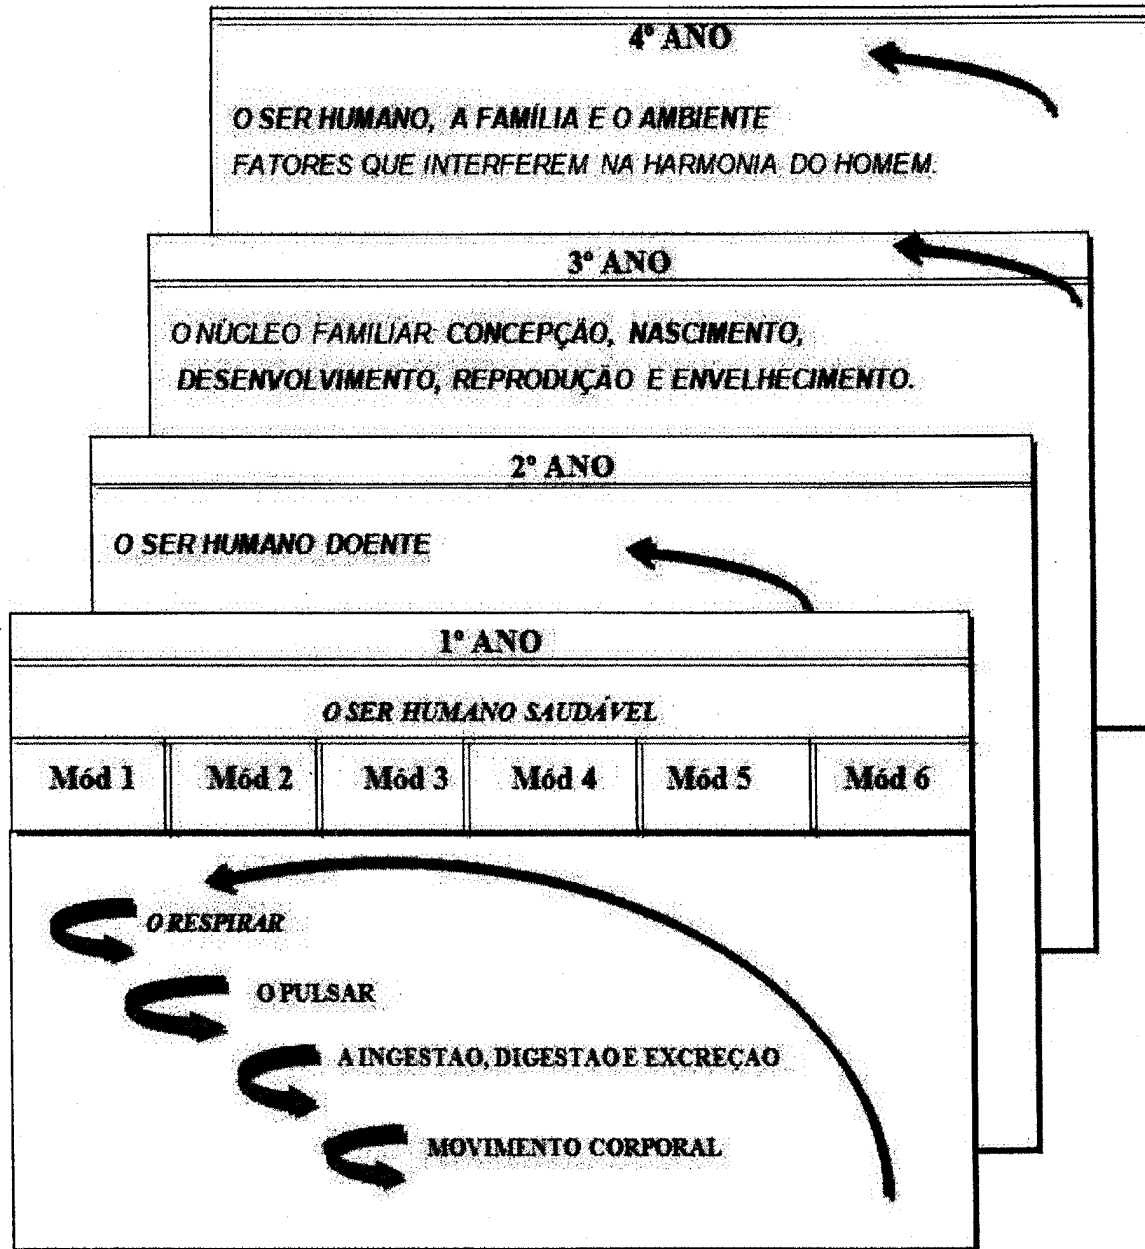 4º ANO
O SER HUMANO, A FAMÍLIA E O AMBIENTE
FATORES QUE INTERFEREM NA HARMONIA DO HOMEM.
3º ANO
O NÚCLEO FAMILIAR: CONCEPÇÃO, NASCIMENTO,
DESENVOLVIMENTO, REPRODUÇÃO E ENVELHECIMENTO.
2º ANO
O SER HUMANO DOENTE
1º ANO
O SER HUMANO SAUDÁVEL
Mód 1 Mód 2 Mód 3 Mód 4 Mód 5 Mód 6
O RESPIRAR
O PULSAR
A INGESTAO, DIGESTAO E EXCREÇAO
MOVIMENTO CORPORAL